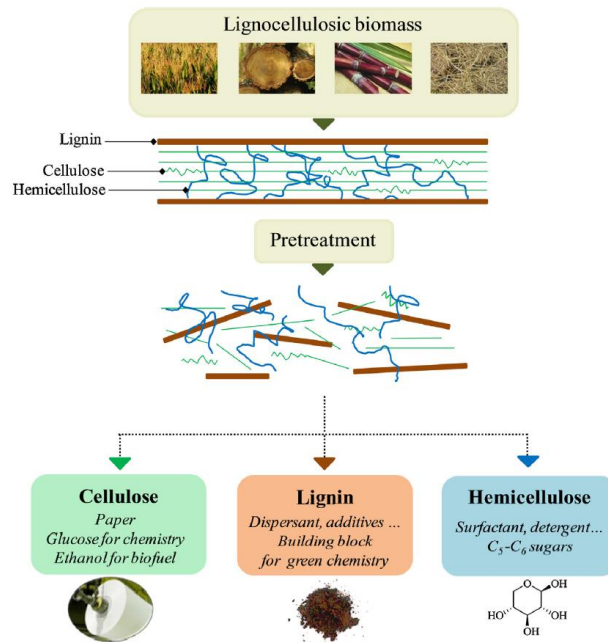 Lignocellulosic biomass
Lignin
Cellulose
Hemicellulose
Pretreatment
Cellulose
Paper
Glucose for chemistry
Ethanol for biofuel
Lignin
Dispersant, additives ...
Building block
for green chemistry
Hemicellulose
Surfactant, detergent...
C₅-C₆ sugars
O
OH
HO
OH
OH